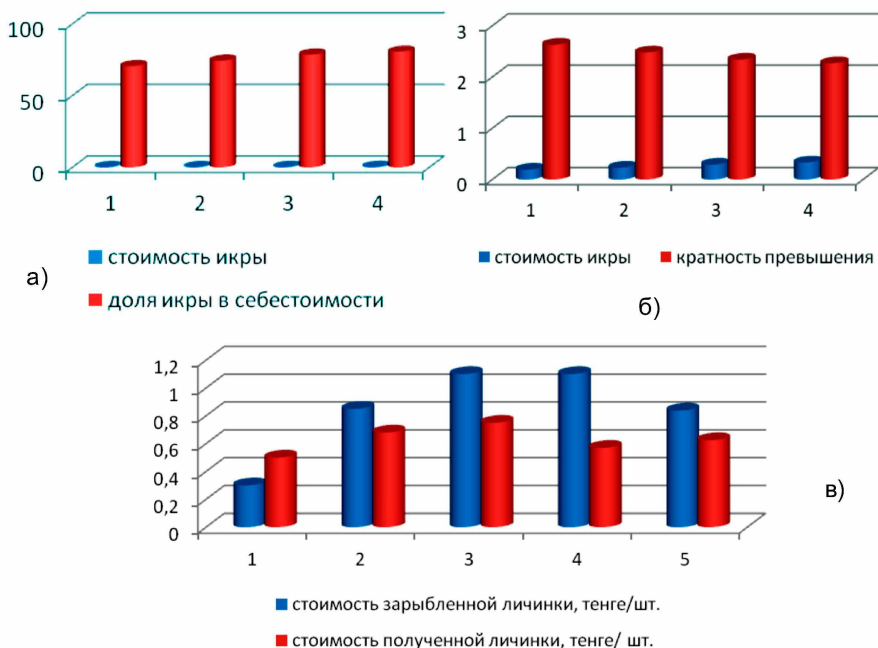 100
50
0
1 2 3 4
стоимость икры
доля икры в себестоимости
а)
3
2
1
0
1 2 3 4
стоимость икры кратность превышения
б)
1,2
1
0,8
0,6
0,4
0,2
0
1 2 3 4 5
стоимость зарыбленной личинки, тенге/шт.
стоимость полученной личинки, тенге/ шт.
в)